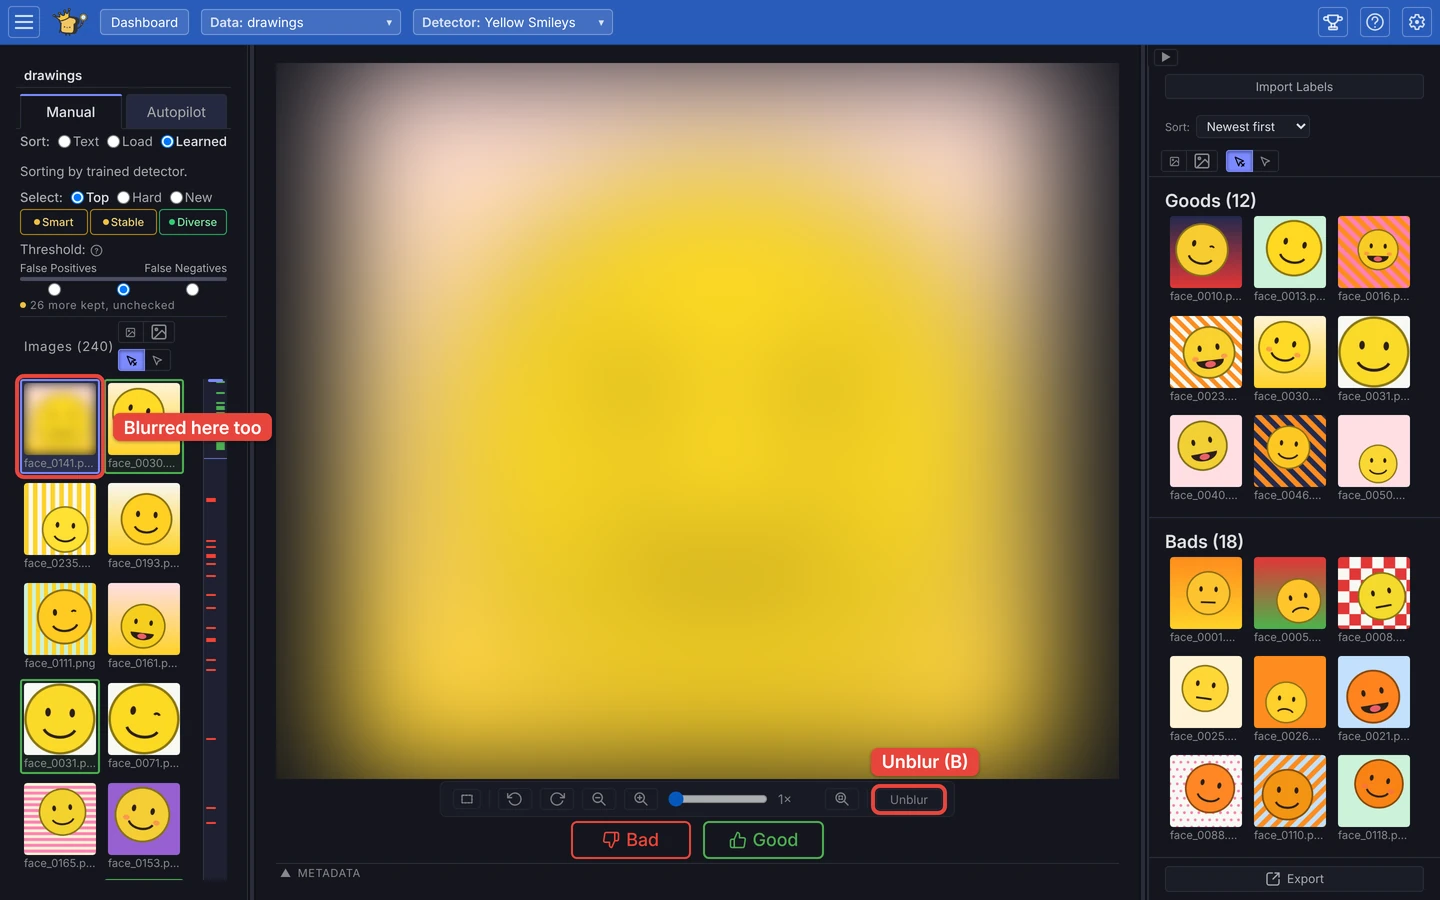 Dashboard
Data: drawings
Detector: Yellow Smileys
drawings
Manual
Autopilot
Sort: Text Load Learned
Sorting by trained detector.
Select: Top Hard New
Smart
Stable
Diverse
Threshold:
False Positives
False Negatives
26 more kept, unchecked
Images (240)
Blurred here too
face_0141.p...
face_0030....
face_0235....
face_0193.p...
face_0111.png
face_0161.p...
face_0031.p...
face_0071.p...
face_0165.p...
face_0153.p...
Unblur (B)
1×
Unblur
Bad
Good
METADATA
Import Labels
Sort: Newest first
Goods (12)
face_0010.p...
face_0013.p...
face_0016.p...
face_0023....
face_0030....
face_0031.p...
face_0040....
face_0046....
face_0050....
Bads (18)
face_0001....
face_0005....
face_0008....
face_0025....
face_0026....
face_0021.p...
face_0088....
face_0110.p...
face_0118.p...
Export